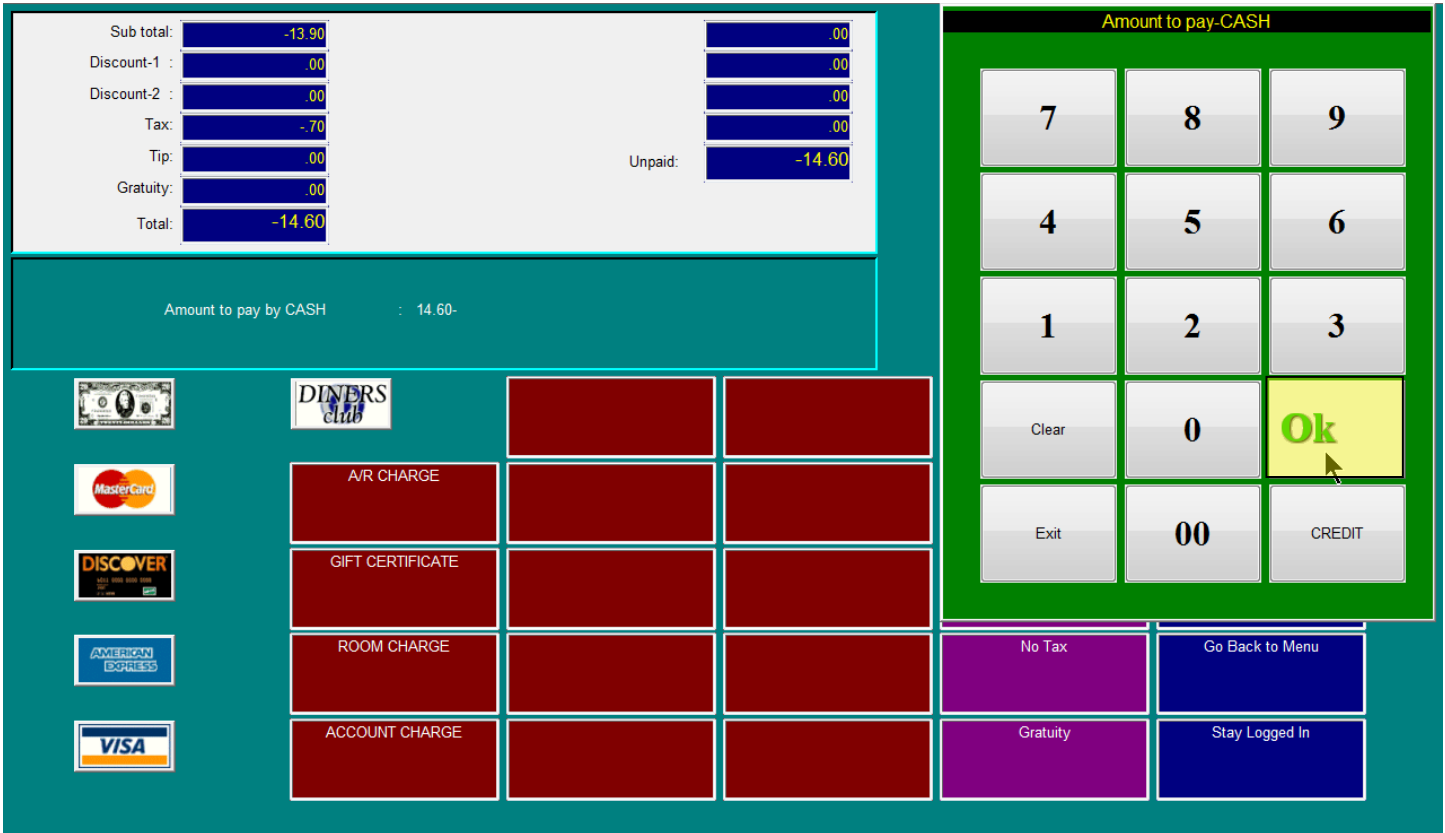 Sub total: -13.90 .00
Discount-1 : .00 .00
Discount-2 : .00 .00
Tax: -.70 .00
Tip: .00 Unpaid: -14.60
Gratuity: .00
Total: -14.60
Amount to pay by CASH : 14.60-
Amount to pay-CASH
7 8 9
4 5 6
1 2 3
Clear 0 Ok
Exit 00 CREDIT
DINERS
club
MasterCard A/R CHARGE
DISCOVER GIFT CERTIFICATE
AMERICAN
EXPRESS
ROOM CHARGE No Tax Go Back to Menu
VISA ACCOUNT CHARGE Gratuity Stay Logged In